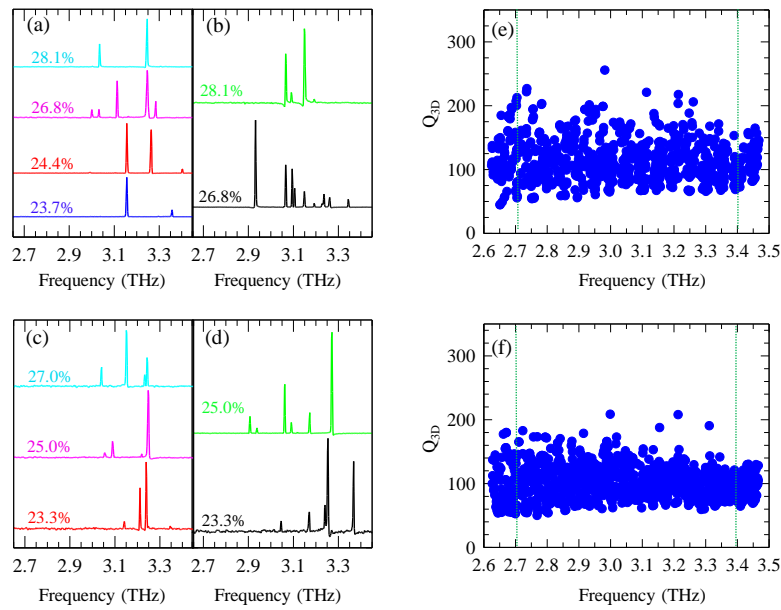 (a)
28.1%
26.8%
24.4%
23.7%
2.7 2.9 3.1 3.3
Frequency (THz)
(b)
28.1%
26.8%
2.7 2.9 3.1 3.3
Frequency (THz)
(e)
Q3D
350
300
250
200
150
100
50
0
2.6 2.7 2.8 2.9 3.0 3.1 3.2 3.3 3.4 3.5
Frequency (THz)
(c)
27.0%
25.0%
23.3%
2.7 2.9 3.1 3.3
Frequency (THz)
(d)
25.0%
23.3%
2.7 2.9 3.1 3.3
Frequency (THz)
(f)
Q3D
300
200
100
0
2.6 2.7 2.8 2.9 3.0 3.1 3.2 3.3 3.4 3.5
Frequency (THz)